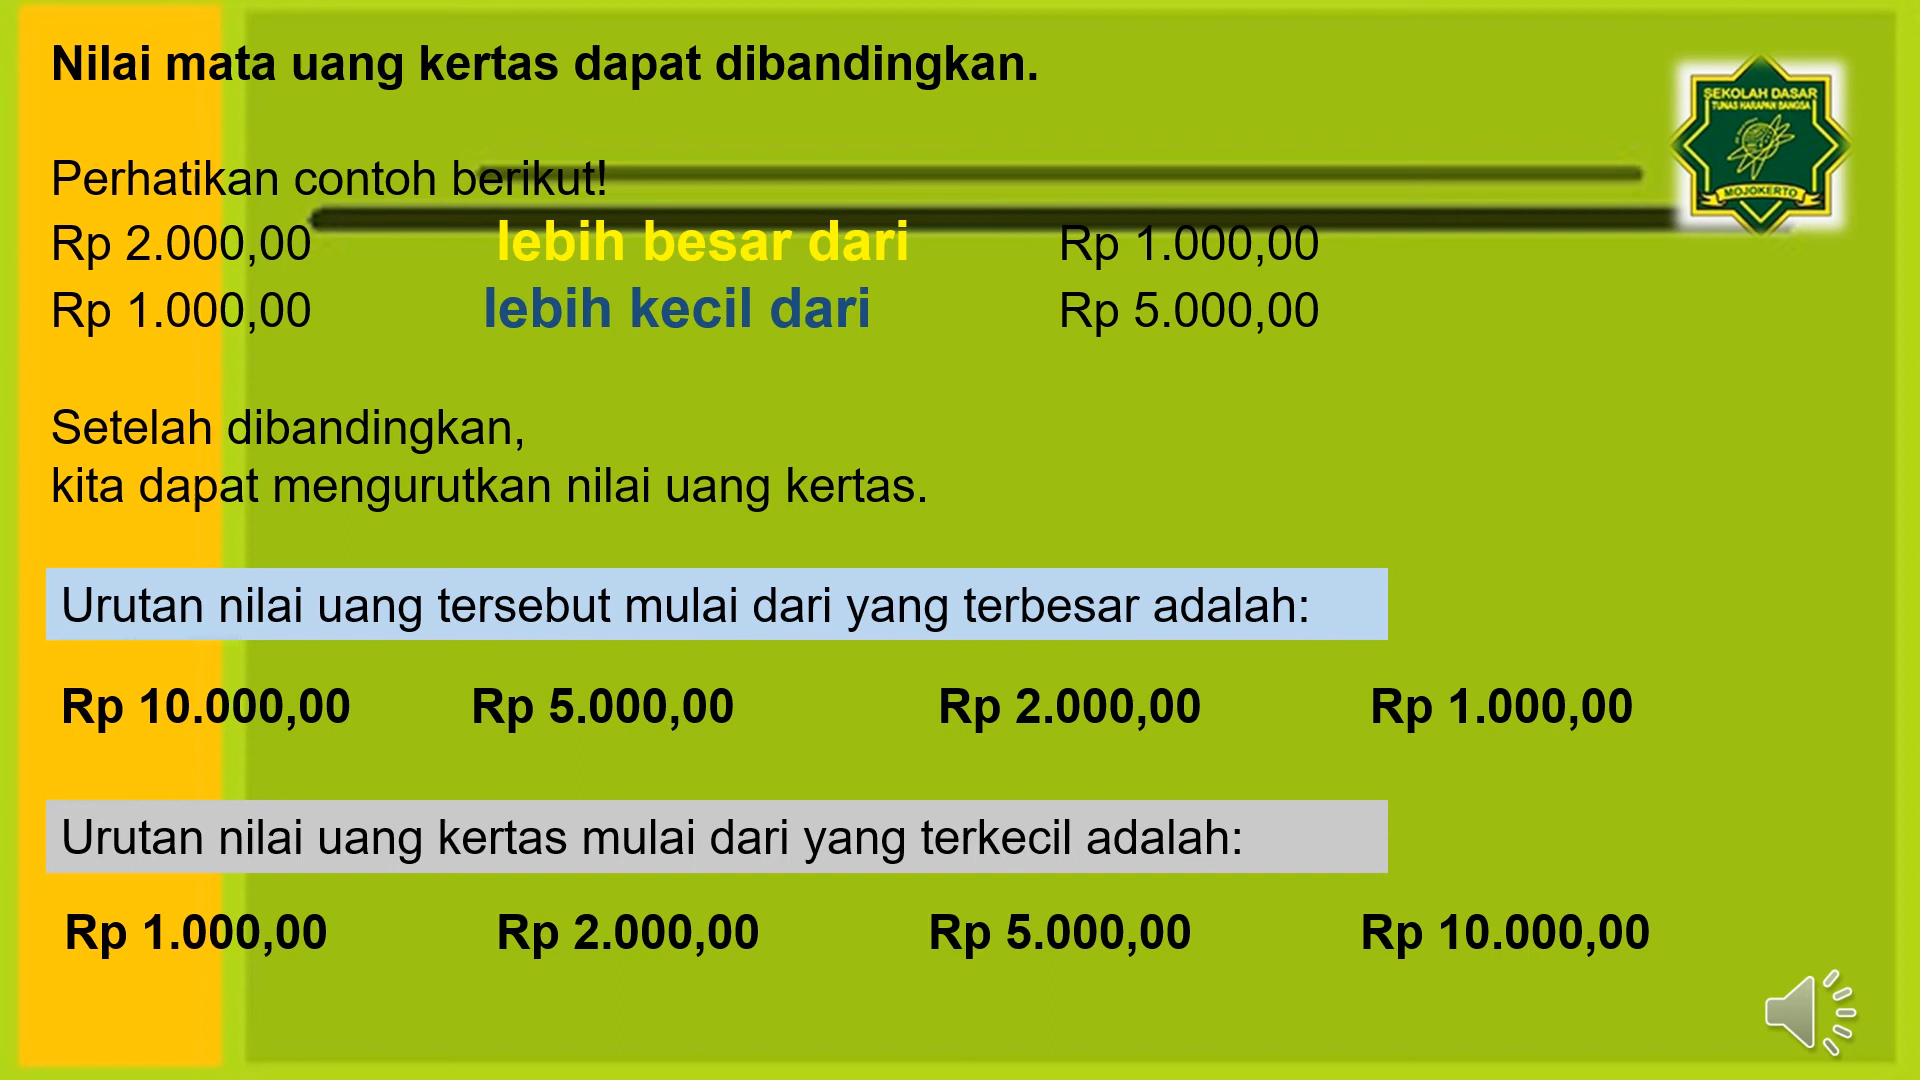 Nilai mata uang kertas dapat dibandingkan.
SEKOLAH DASAR
TUNAS HARAPAN BANGSA
MOJOKERTO
Perhatikan contoh berikut!
Rp 2.000,00 lebih besar dari Rp 1.000,00
Rp 1.000,00 lebih kecil dari Rp 5.000,00
Setelah dibandingkan,
kita dapat mengurutkan nilai uang kertas.
Urutan nilai uang tersebut mulai dari yang terbesar adalah:
Rp 10.000,00 Rp 5.000,00 Rp 2.000,00 Rp 1.000,00
Urutan nilai uang kertas mulai dari yang terkecil adalah:
Rp 1.000,00 Rp 2.000,00 Rp 5.000,00 Rp 10.000,00